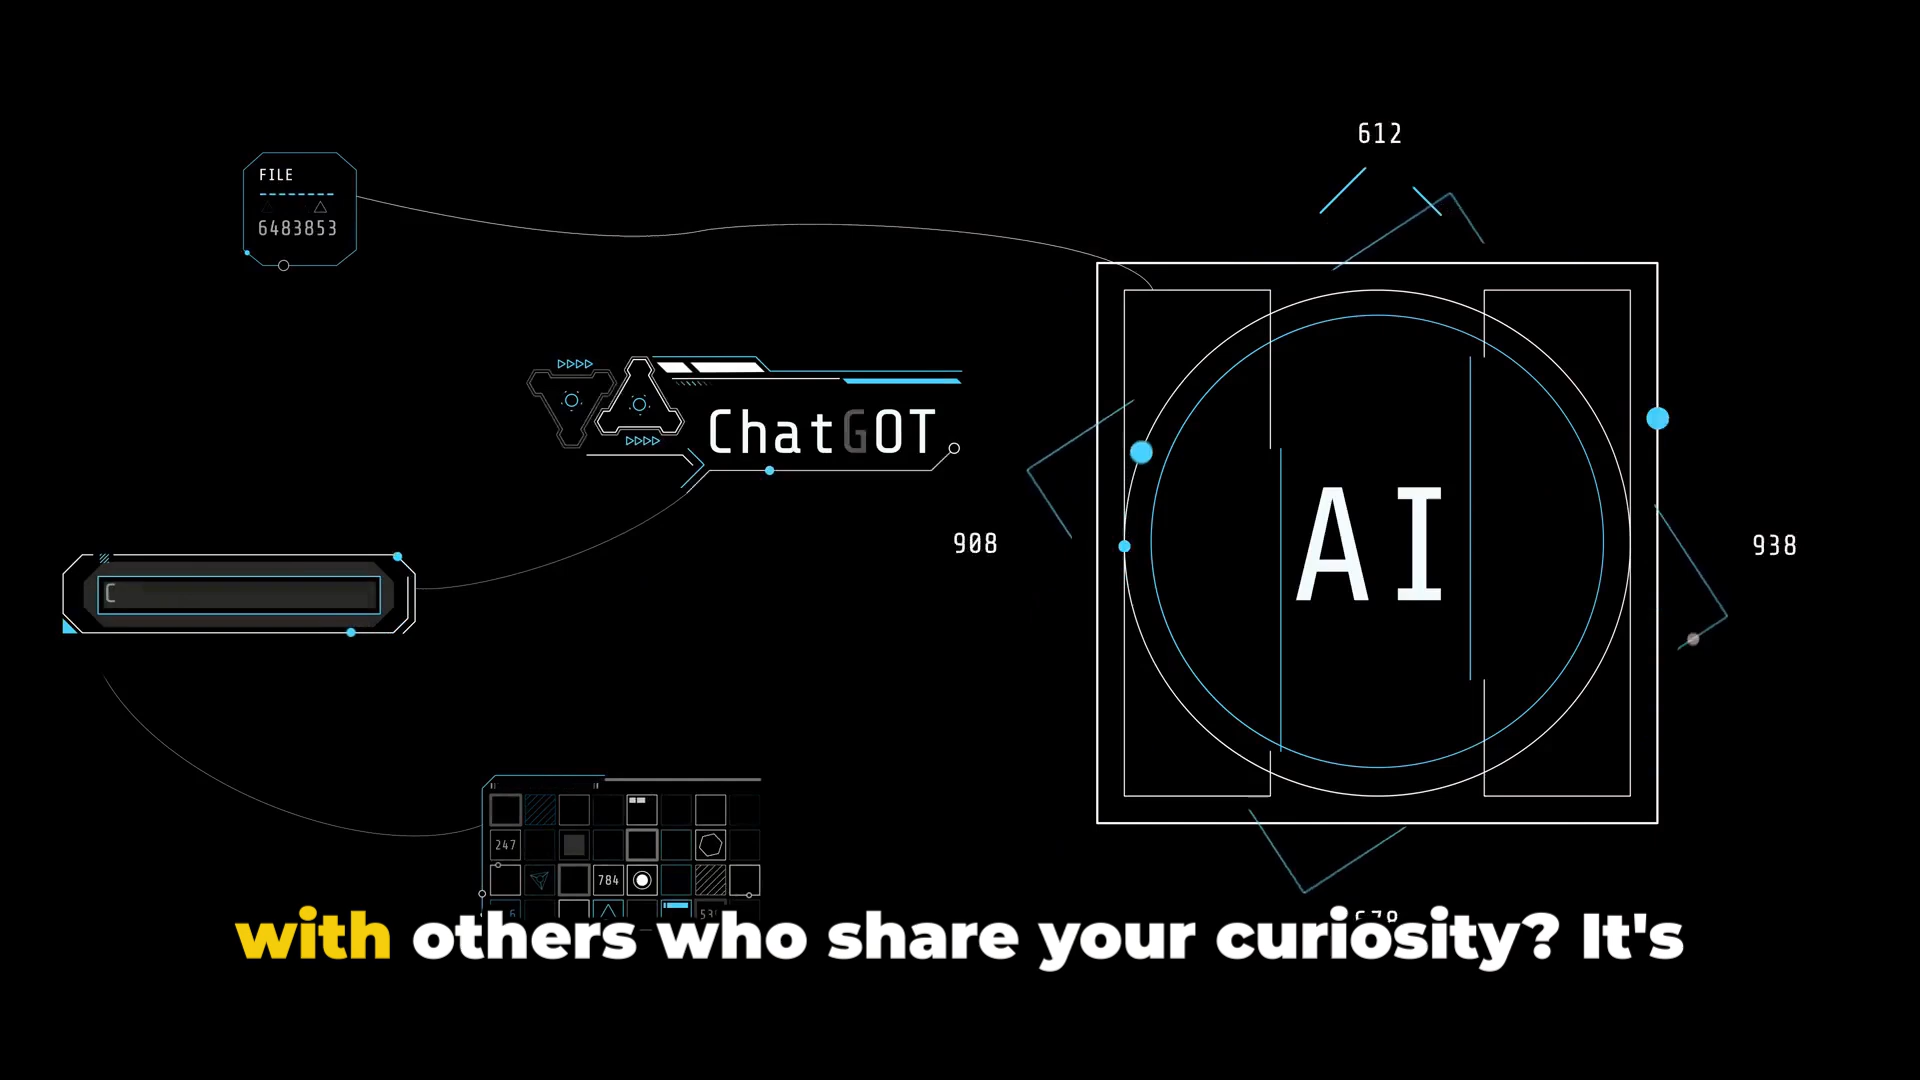 612
FILE
6483853
ChatGOT
908
AI
938
C
247
784
with others who share your curiosity? It's